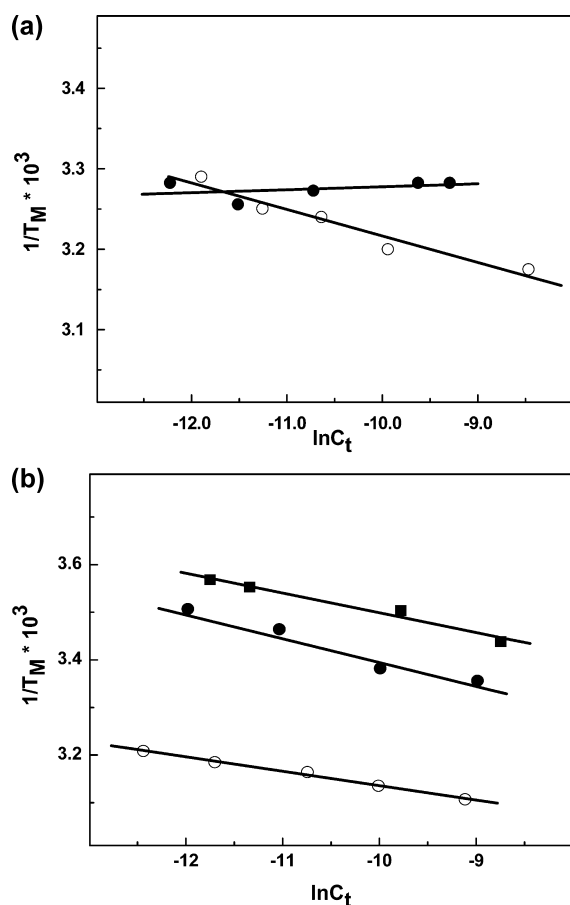 (a)
3.4
3.3
3.2
3.1
1/T_M * 10^3
-12.0 -11.0 -10.0 -9.0
lnC_t
(b)
3.6
3.4
3.2
1/T_M * 10^3
-12 -11 -10 -9
lnC_t